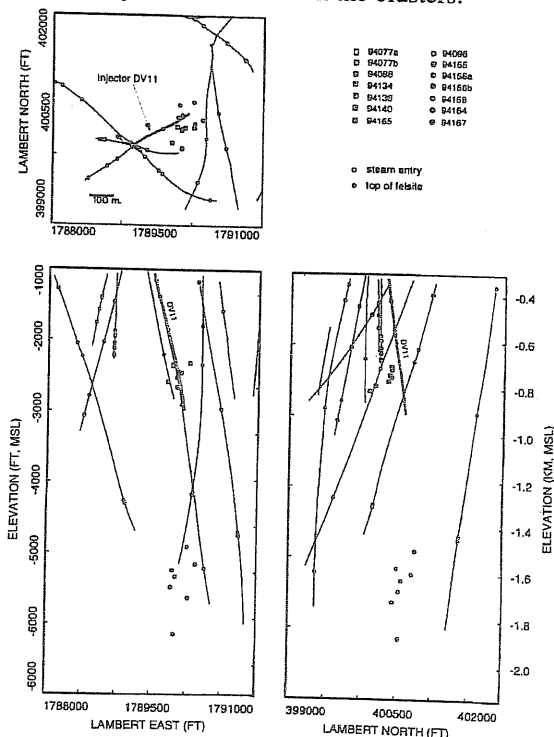 the clusters.
402000
400500
399000
LAMBERT NORTH (FT)
Injector DV11
100 m.
1788000 1789500 1791000
94077a
94077b
94088
94134
94140
94165
94096
94155
94156a
94156b
94158
94164
94167
steam entry
top of felsite
-1000
-2000
-3000
-4000
-5000
-6000
ELEVATION (FT, MSL)
DV11
1788000 1789500 1791000
LAMBERT EAST (FT)
DV11
-0.4
-0.6
-0.8
-1.0
-1.2
-1.4
-1.6
-1.8
-2.0
ELEVATION (KM, MSL)
399000 400500 402000
LAMBERT NORTH (FT)